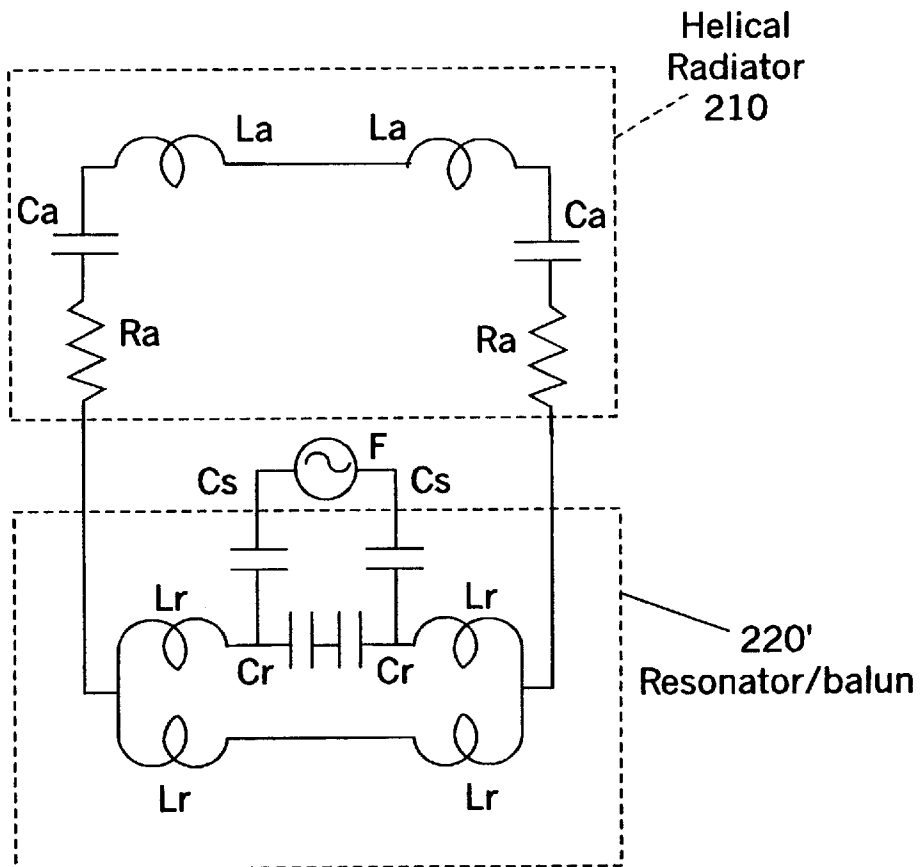 Helical
Radiator
210
La La
Ca Ca
Ra Ra
F
Cs Cs
Lr Lr
Cr Cr
220'
Resonator/balun
Lr Lr